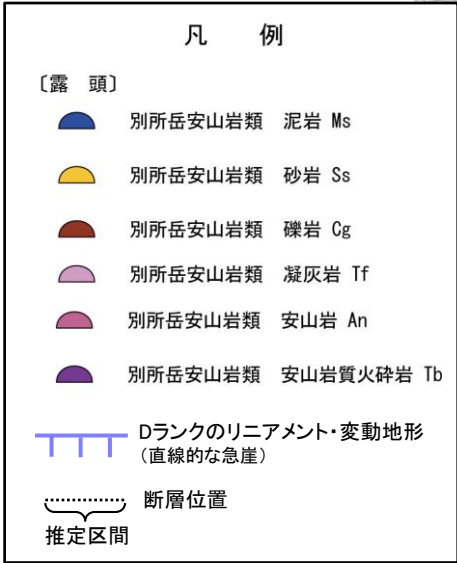 凡 例
〔露 頭〕
別所岳安山岩類 泥岩 Ms
別所岳安山岩類 砂岩 Ss
別所岳安山岩類 礫岩 Cg
別所岳安山岩類 凝灰岩 Tf
別所岳安山岩類 安山岩 An
別所岳安山岩類 安山岩質火砕岩 Tb
Dランクのリニアメント・変動地形
(直線的な急崖)
断層位置
推定区間